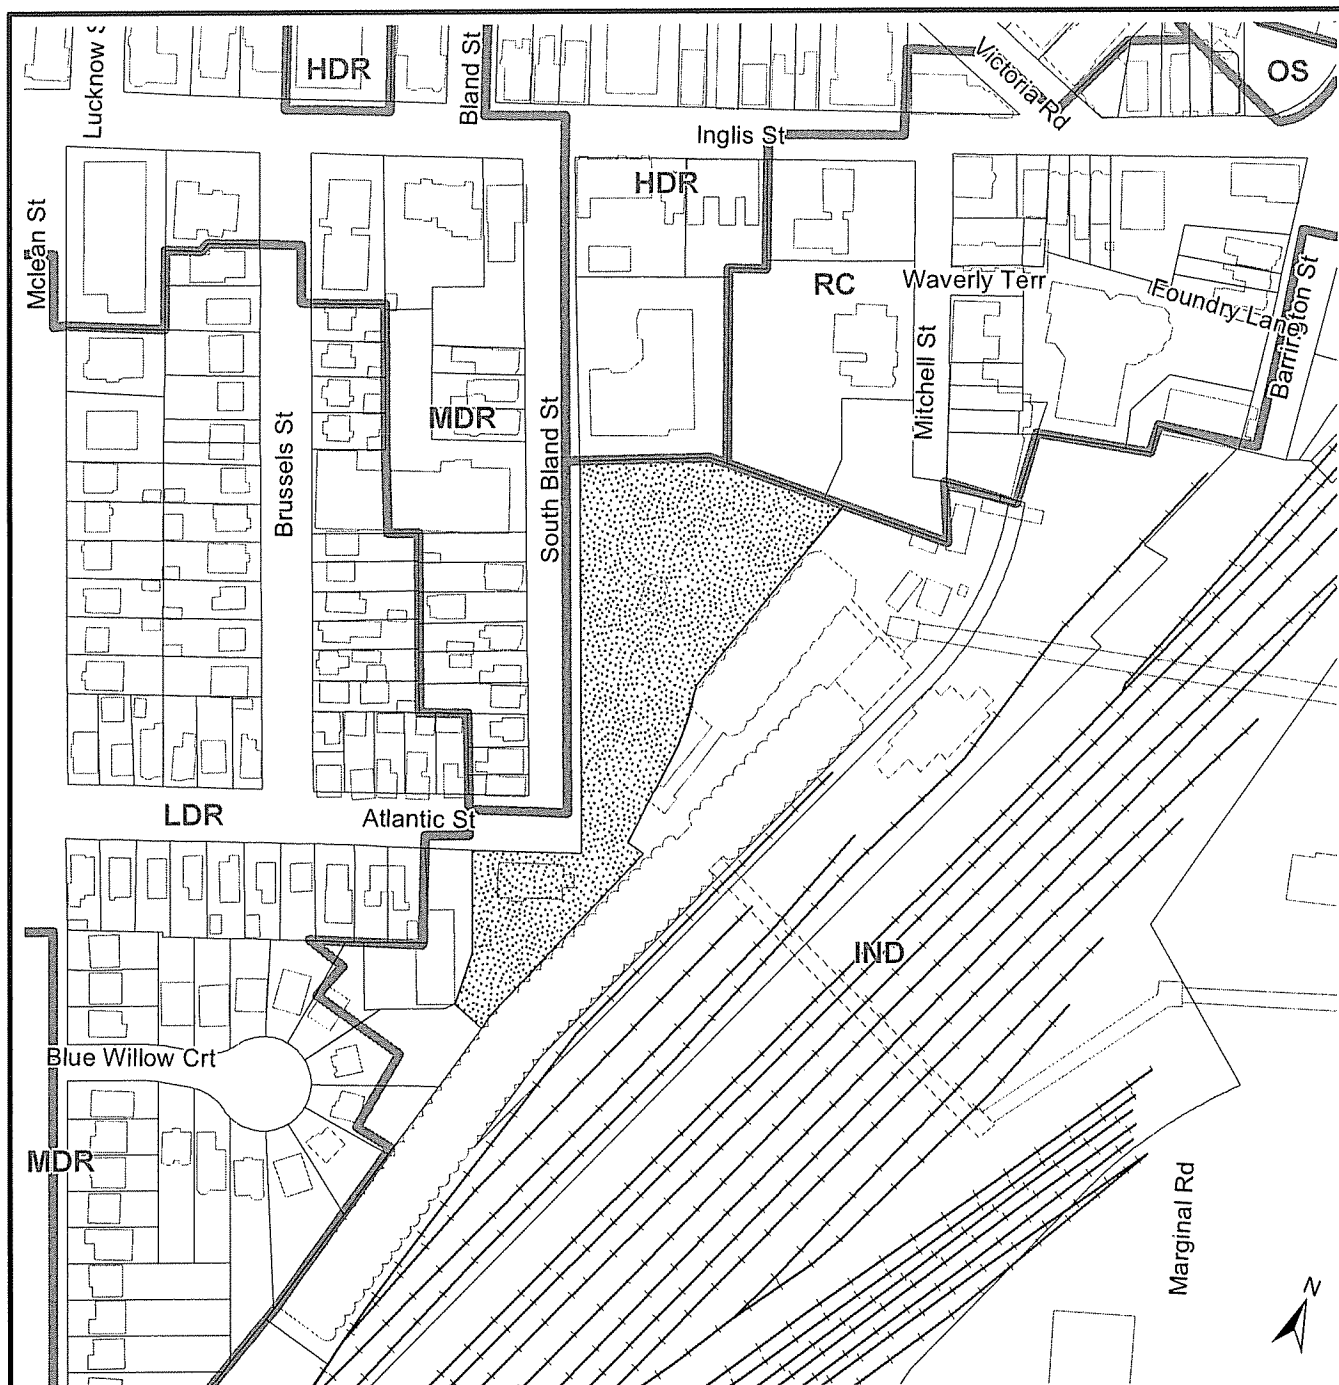 Lucknow S
HDR
Bland St
Victoria Rd
OS
Inglis St
HDR
Mclean St
RC
Waverly Terr
Foundry Lane
Barrington St
Mitchell St
MDR
Brussels St
South Bland St
LDR
Atlantic St
IND
Blue Willow Crt
MDR
Marginal Rd
N